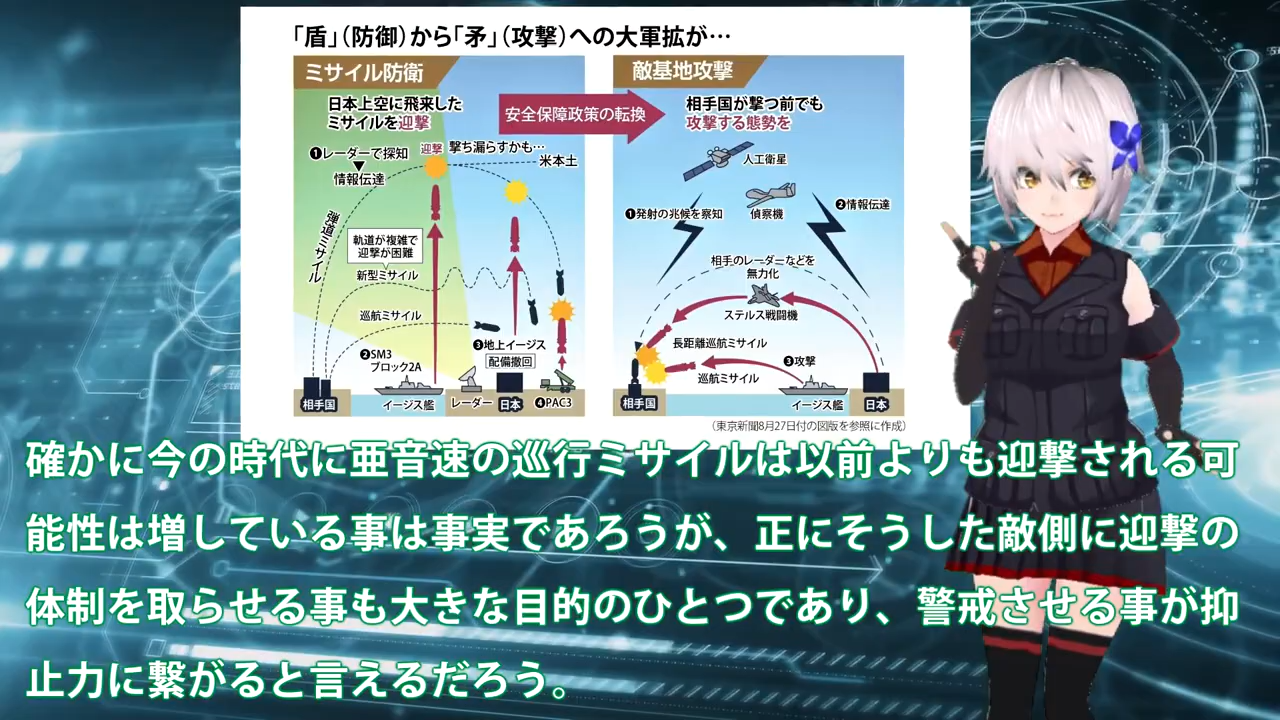 「盾」(防御)から「矛」(攻撃)への大軍拡が…
ミサイル防衛
日本上空に飛来した
ミサイルを迎撃
❶レーダーで探知
▼
情報伝達
迎撃
撃ち漏らすかも…
米本土
弾道ミサイル
軌道が複雑で
迎撃が困難
新型ミサイル
巡航ミサイル
❷SM3
ブロック2A
❸地上イージス
配備撤回
相手国
イージス艦
レーダー
日本
❹PAC3
安全保障政策の転換
敵基地攻撃
相手国が撃つ前でも
攻撃する態勢を
人工衛星
❶発射の兆候を察知
偵察機
❷情報伝達
相手のレーダーなどを
無力化
ステルス戦闘機
長距離巡航ミサイル
❸攻撃
巡航ミサイル
相手国
イージス艦
日本
(東京新聞8月27日付の図版を参照に作成)
確かに今の時代に亜音速の巡行ミサイルは以前よりも迎撃される可
能性は増している事は事実であろうが、正にそうした敵側に迎撃の
体制を取らせる事も大きな目的のひとつであり、警戒させる事が抑
止力に繋がると言えるだろう。